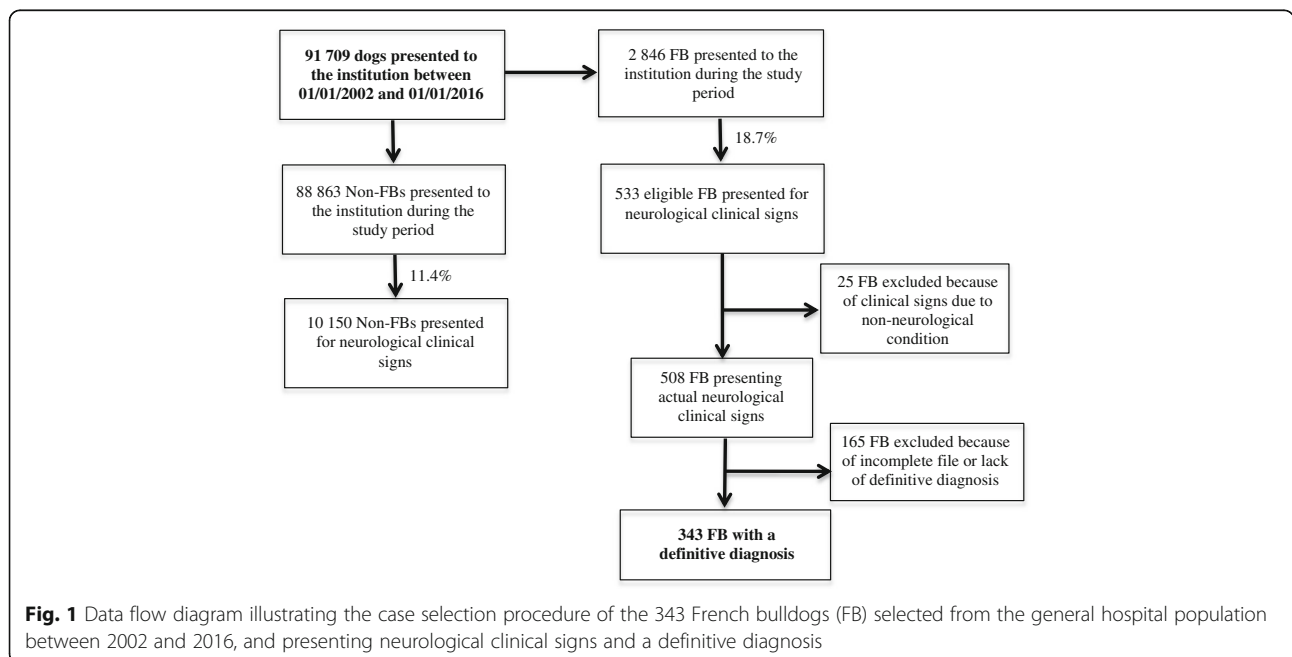 91 709 dogs presented to
the institution between
01/01/2002 and 01/01/2016
2 846 FB presented to the
institution during the study
period
18.7%
88 863 Non-FBs presented to
the institution during the
study period
533 eligible FB presented for
neurological clinical signs
11.4%
10 150 Non-FBs presented
for neurological clinical
signs
25 FB excluded because
of clinical signs due to
non-neurological
condition
508 FB presenting
actual neurological
clinical signs
165 FB excluded because
of incomplete file or lack
of definitive diagnosis
343 FB with a
definitive diagnosis
Fig. 1 Data flow diagram illustrating the case selection procedure of the 343 French bulldogs (FB) selected from the general hospital population
between 2002 and 2016, and presenting neurological clinical signs and a definitive diagnosis